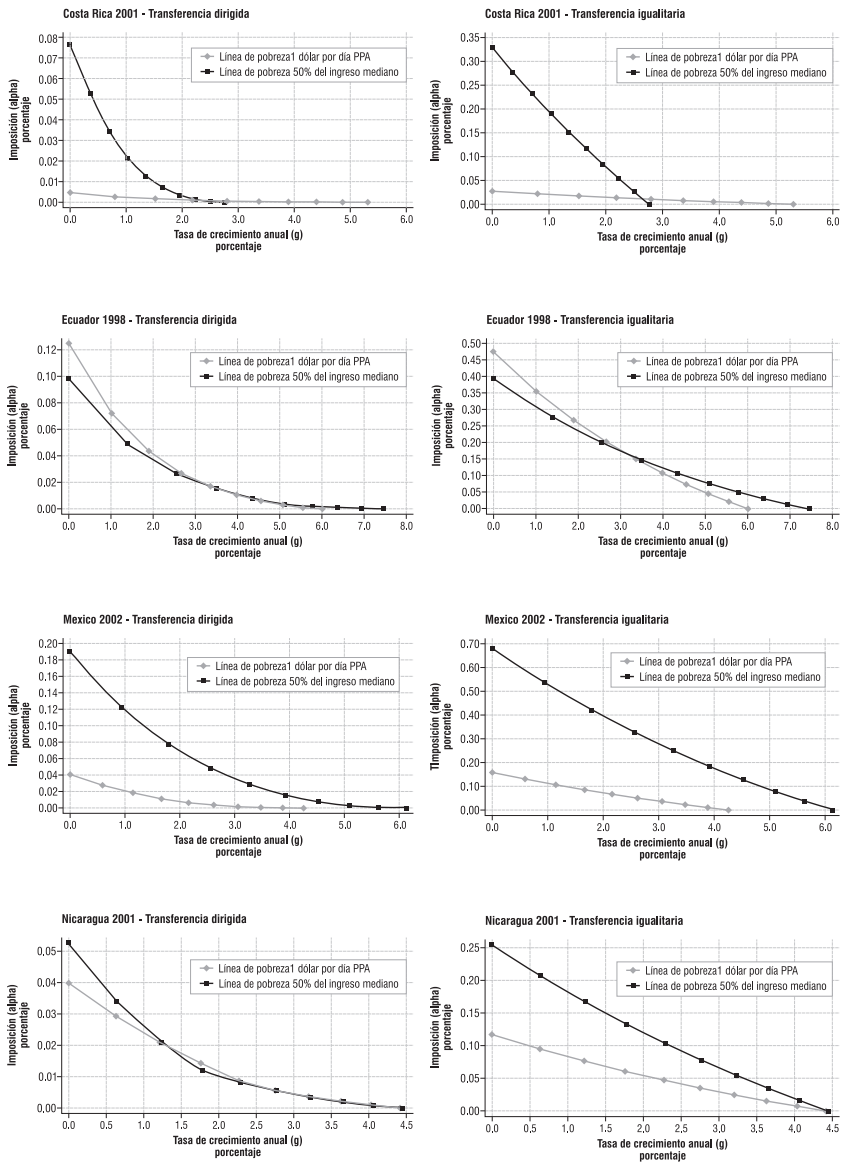 Costa Rica 2001 - Transferencia dirigida
Imposición (alpha)
porcentaje
0.08
0.07
0.06
0.05
0.04
0.03
0.02
0.01
0.00
Línea de pobreza1 dólar por día PPA
Línea de pobreza 50% del ingreso mediano
0.0 1.0 2.0 3.0 4.0 5.0 6.0
Tasa de crecimiento anual (g)
porcentaje
Costa Rica 2001 - Transferencia igualitaria
Imposición (alpha)
porcentaje
0.35
0.30
0.25
0.20
0.15
0.10
0.05
0.00
Línea de pobreza1 dólar por día PPA
Línea de pobreza 50% del ingreso mediano
0.0 1.0 2.0 3.0 4.0 5.0 6.0
Tasa de crecimiento anual (g)
porcentaje
Ecuador 1998 - Transferencia dirigida
Imposición (alpha)
porcentaje
0.12
0.10
0.08
0.06
0.04
0.02
0.00
Línea de pobreza1 dólar por día PPA
Línea de pobreza 50% del ingreso mediano
0.0 1.0 2.0 3.0 4.0 5.0 6.0 7.0 8.0
Tasa de crecimiento anual (g)
porcentaje
Ecuador 1998 - Transferencia igualitaria
Imposición (alpha)
porcentaje
0.50
0.45
0.40
0.35
0.30
0.25
0.20
0.15
0.10
0.05
0.00
Línea de pobreza1 dólar por día PPA
Línea de pobreza 50% del ingreso mediano
0.0 1.0 2.0 3.0 4.0 5.0 6.0 7.0 8.0
Tasa de crecimiento anual (g)
porcentaje
Mexico 2002 - Transferencia dirigida
Imposición (alpha)
porcentaje
0.20
0.18
0.16
0.14
0.12
0.10
0.08
0.06
0.04
0.02
0.00
Línea de pobreza1 dólar por día PPA
Línea de pobreza 50% del ingreso mediano
0.0 1.0 2.0 3.0 4.0 5.0 6.0
Tasa de crecimiento anual (g)
porcentaje
Mexico 2002 - Transferencia igualitaria
TIImposición (alpha)
porcentaje
0.70
0.60
0.50
0.40
0.30
0.20
0.10
0.00
Línea de pobreza1 dólar por día PPA
Línea de pobreza 50% del ingreso mediano
0.0 1.0 2.0 3.0 4.0 5.0 6.0
Tasa de crecimiento anual (g)
porcentaje
Nicaragua 2001 - Transferencia dirigida
Imposición (alpha)
porcentaje
0,05
0.04
0.03
0.02
0.01
0.00
Línea de pobreza1 dólar por día PPA
Línea de pobreza 50% del ingreso mediano
0.0 0.5 1.0 1.5 2.0 2.5 3.0 3.5 4.0 4.5
Tasa de crecimiento anual (g)
porcentaje
Nicaragua 2001 - Transferencia igualitaria
Imposición (alpha)
porcentaje
0.25
0.20
0.15
0.10
0.05
0.00
Línea de pobreza1 dólar por día PPA
Línea de pobreza 50% del ingreso mediano
0.0 0,5 1.0 1.5 2.0 2.5 3.0 3.5 4.0 4.5
Tasa de crecimiento anual (g)
porcentaje